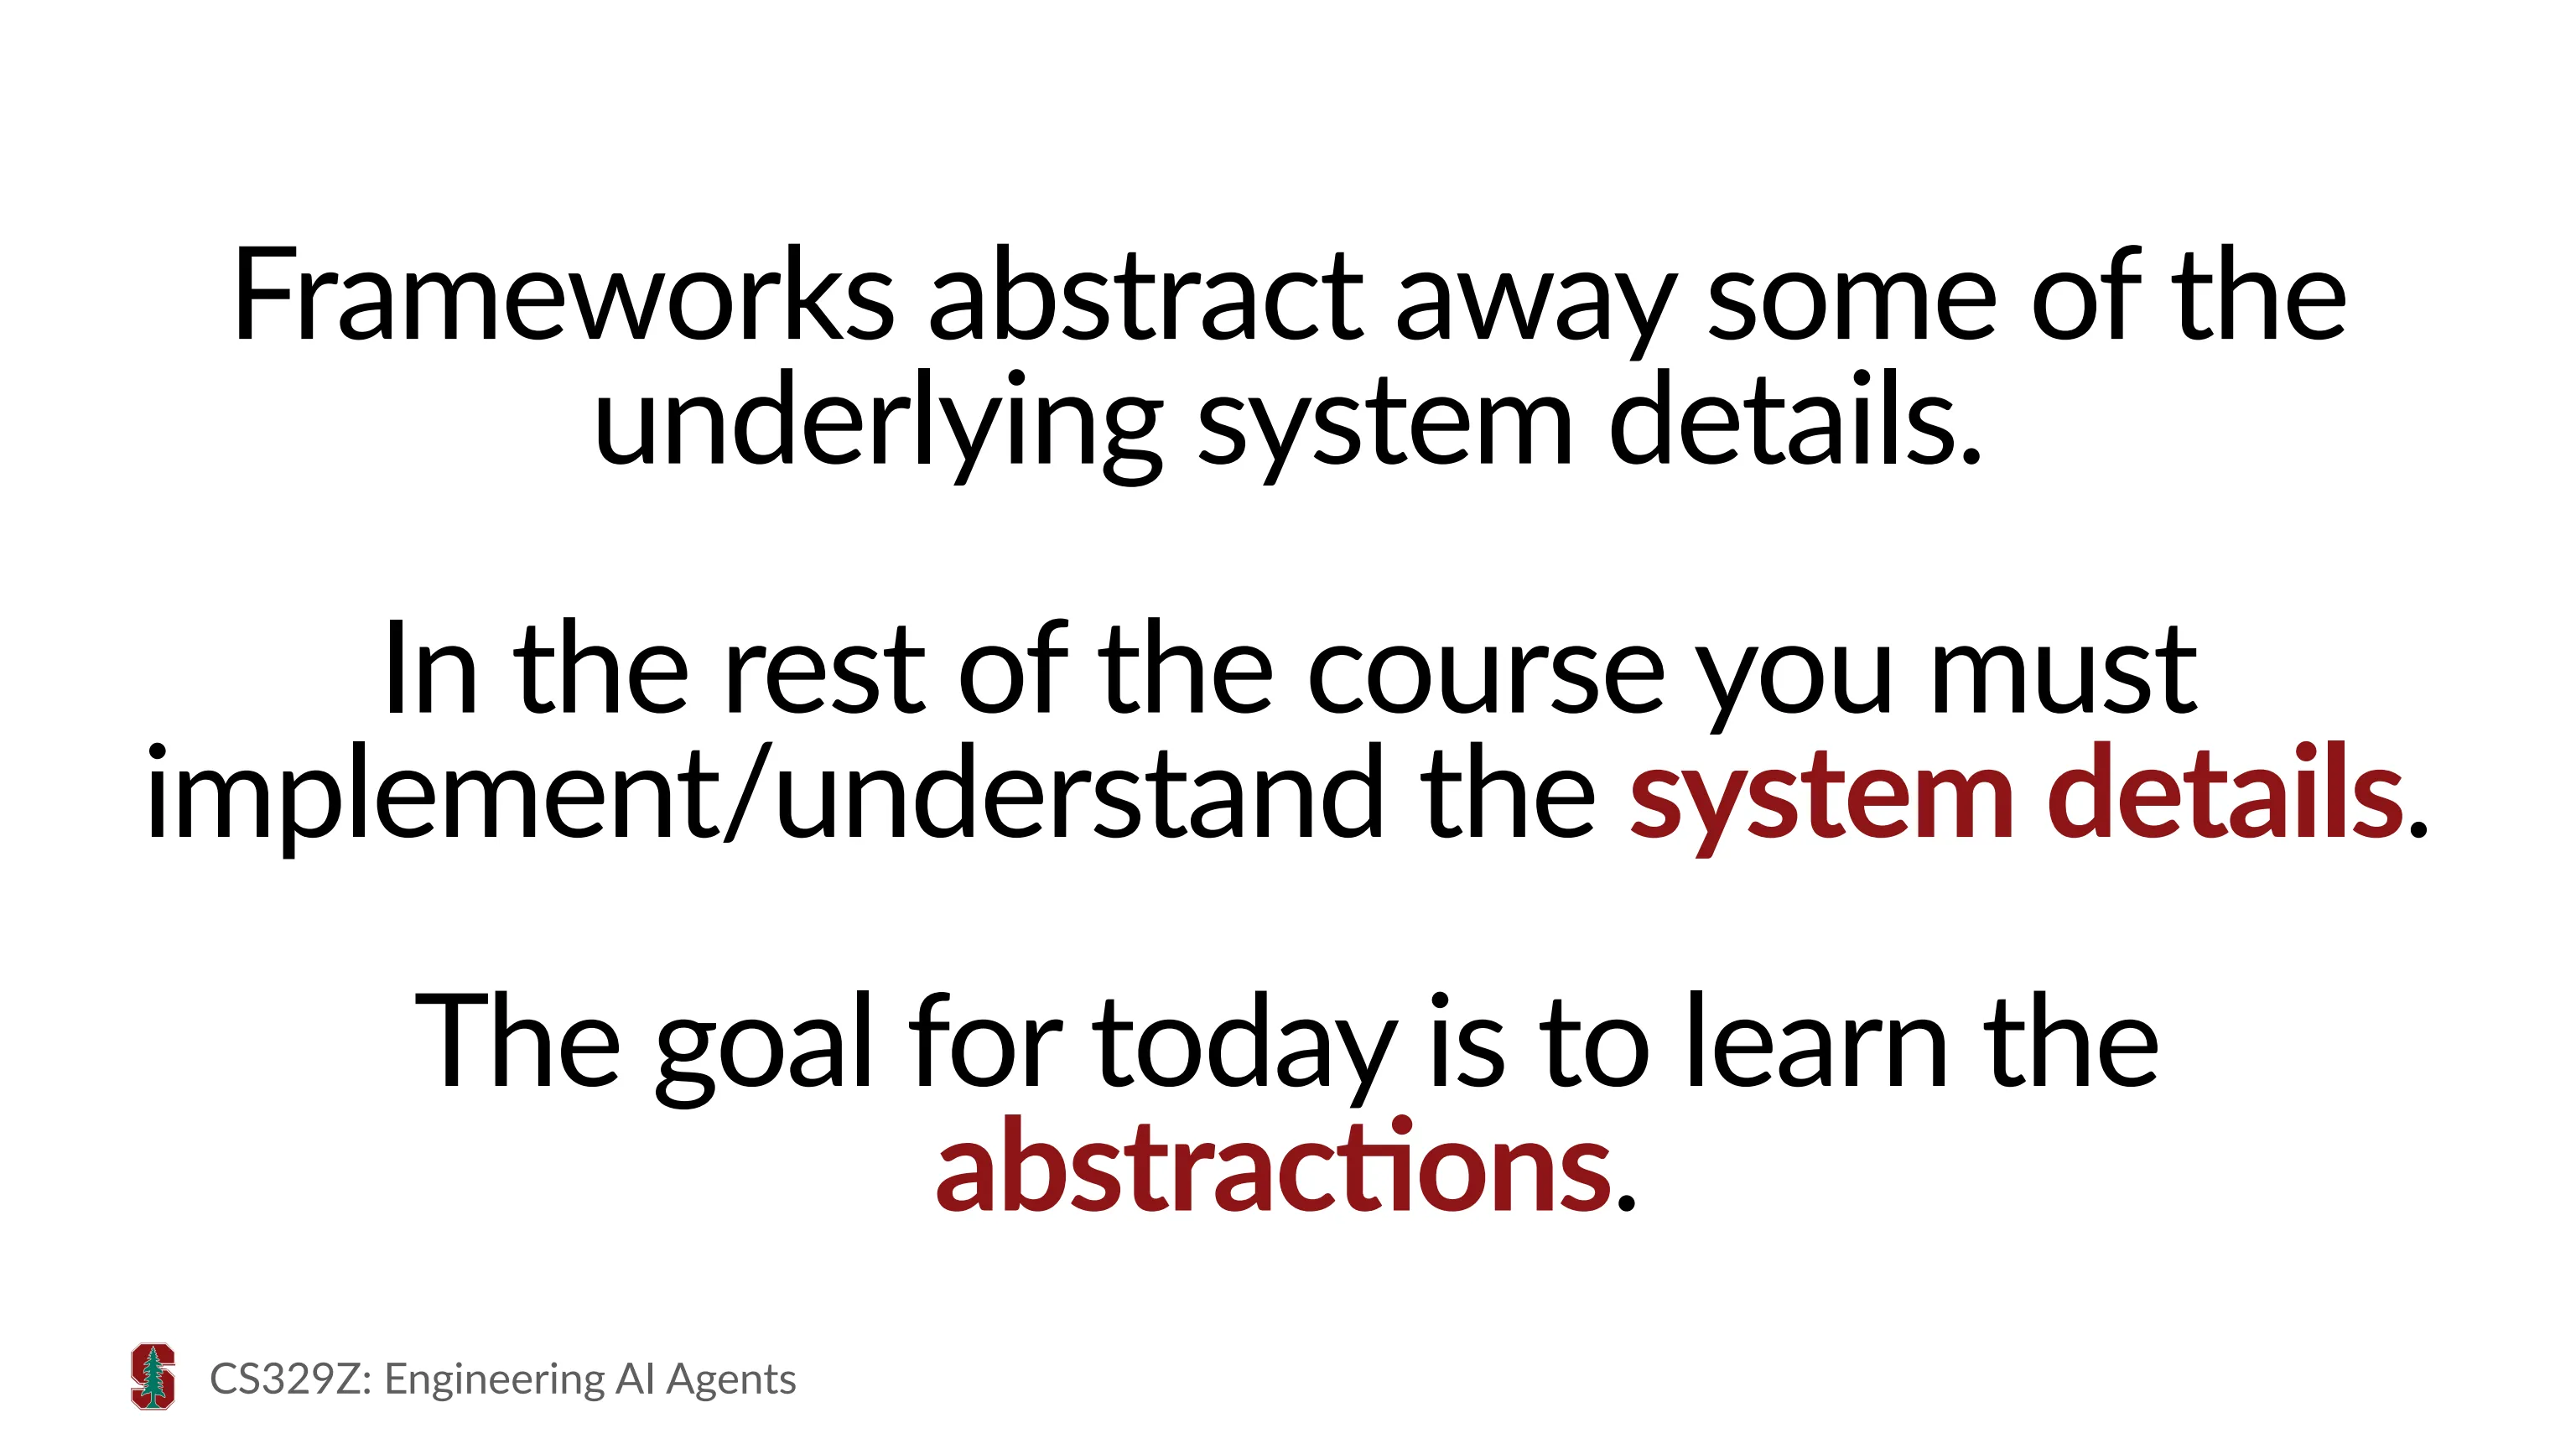 Frameworks abstract away some of the
underlying system details.
In the rest of the course you must
implement/understand the system details.
The goal for today is to learn the
abstractions.
CS329Z: Engineering AI Agents